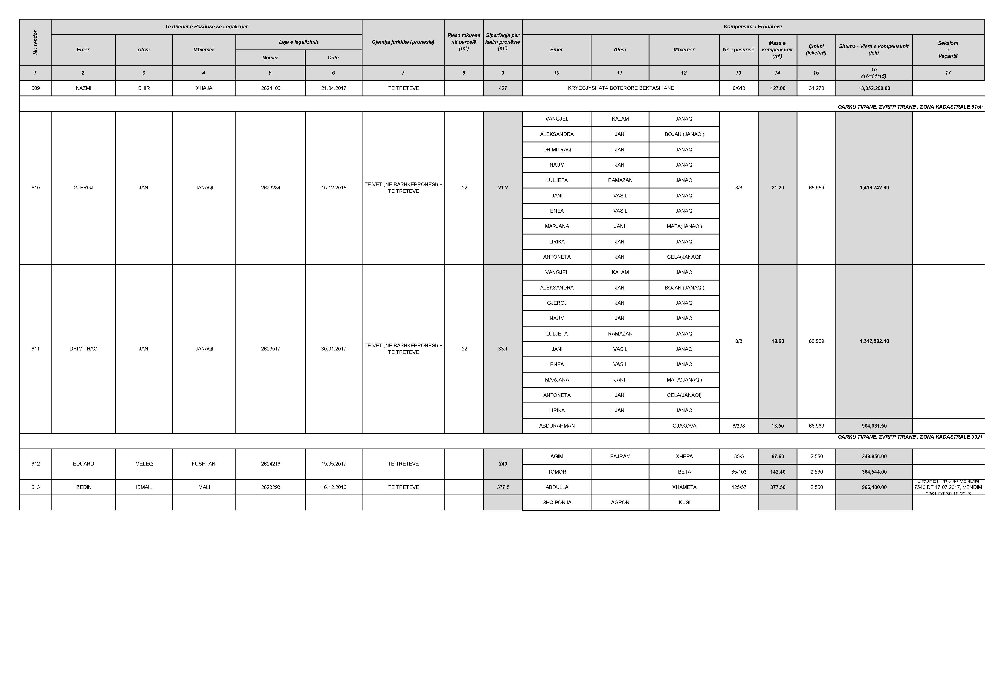 Nr. rendor
Të dhënat e Pasurisë së Legalizuar
Gjendja juridike (pronesia)
Pjesa takuese
në parcelë
(m²)
Sipërfaqja për
kalim pronësie
(m²)
Kompensimi i Pronarëve
Emër
Atësi
Mbiemër
Leja e legalizimit
Numer
Date
Emër
Atësi
Mbiemër
Nr. i pasurisë
Masa e
kompensimit
(m²)
Çmimi
(leke/m²)
Shuma - Vlera e kompensimit
(lek)
Seksioni
i
Veçantë
1 2 3 4 5 6 7 8 9 10 11 12 13 14 15 16 17
(16=14*15)
609 NAZMI SHIR XHAJA 2624106 21.04.2017 TE TRETEVE 427 KRYEGJYSHATA BOTERORE BEKTASHIANE 9/613 427.00 31,270 13,352,290.00
QARKU TIRANE, ZVRPP TIRANE , ZONA KADASTRALE 8150
610 GJERGJ JANI JANAQI 2623284 15.12.2016
TE VET (NE BASHKEPRONESI) +
TE TRETEVE
52 21.2
VANGJEL KALAM JANAQI
ALEKSANDRA JANI BOJANI(JANAQI)
DHIMITRAQ JANI JANAQI
NAUM JANI JANAQI
LULJETA RAMAZAN JANAQI
JANI VASIL JANAQI
ENEA VASIL JANAQI
MARJANA JANI MATA(JANAQI)
LIRIKA JANI JANAQI
ANTONETA JANI CELA(JANAQI)
8/8 21.20 66,969 1,419,742.80
611 DHIMITRAQ JANI JANAQI 2623517 30.01.2017
TE VET (NE BASHKEPRONESI) +
TE TRETEVE
52 33.1
VANGJEL KALAM JANAQI
ALEKSANDRA JANI BOJANI(JANAQI)
GJERGJ JANI JANAQI
NAUM JANI JANAQI
LULJETA RAMAZAN JANAQI
JANI VASIL JANAQI
ENEA VASIL JANAQI
MARJANA JANI MATA(JANAQI)
ANTONETA JANI CELA(JANAQI)
LIRIKA JANI JANAQI
8/8 19.60 66,969 1,312,592.40
ABDURAHMAN GJAKOVA 8/398 13.50 66,969 904,081.50
QARKU TIRANE, ZVRPP TIRANE , ZONA KADASTRALE 3321
612 EDUARD MELEQ FUSHTANI 2624216 19.05.2017 TE TRETEVE 240
AGIM BAJRAM XHEPA 85/5 97.60 2,560 249,856.00
TOMOR BETA 85/103 142.40 2,560 364,544.00
613 IZEDIN ISMAIL MALI 2623293 16.12.2016 TE TRETEVE 377.5 ABDULLA XHAMETA 425/57 377.50 2,560 966,400.00
LIROHET PRONA VENDIM
7540 DT.17.07.2017, VENDIM
2261 DT.30.10.2013
SHQIPONJA AGRON KUSI